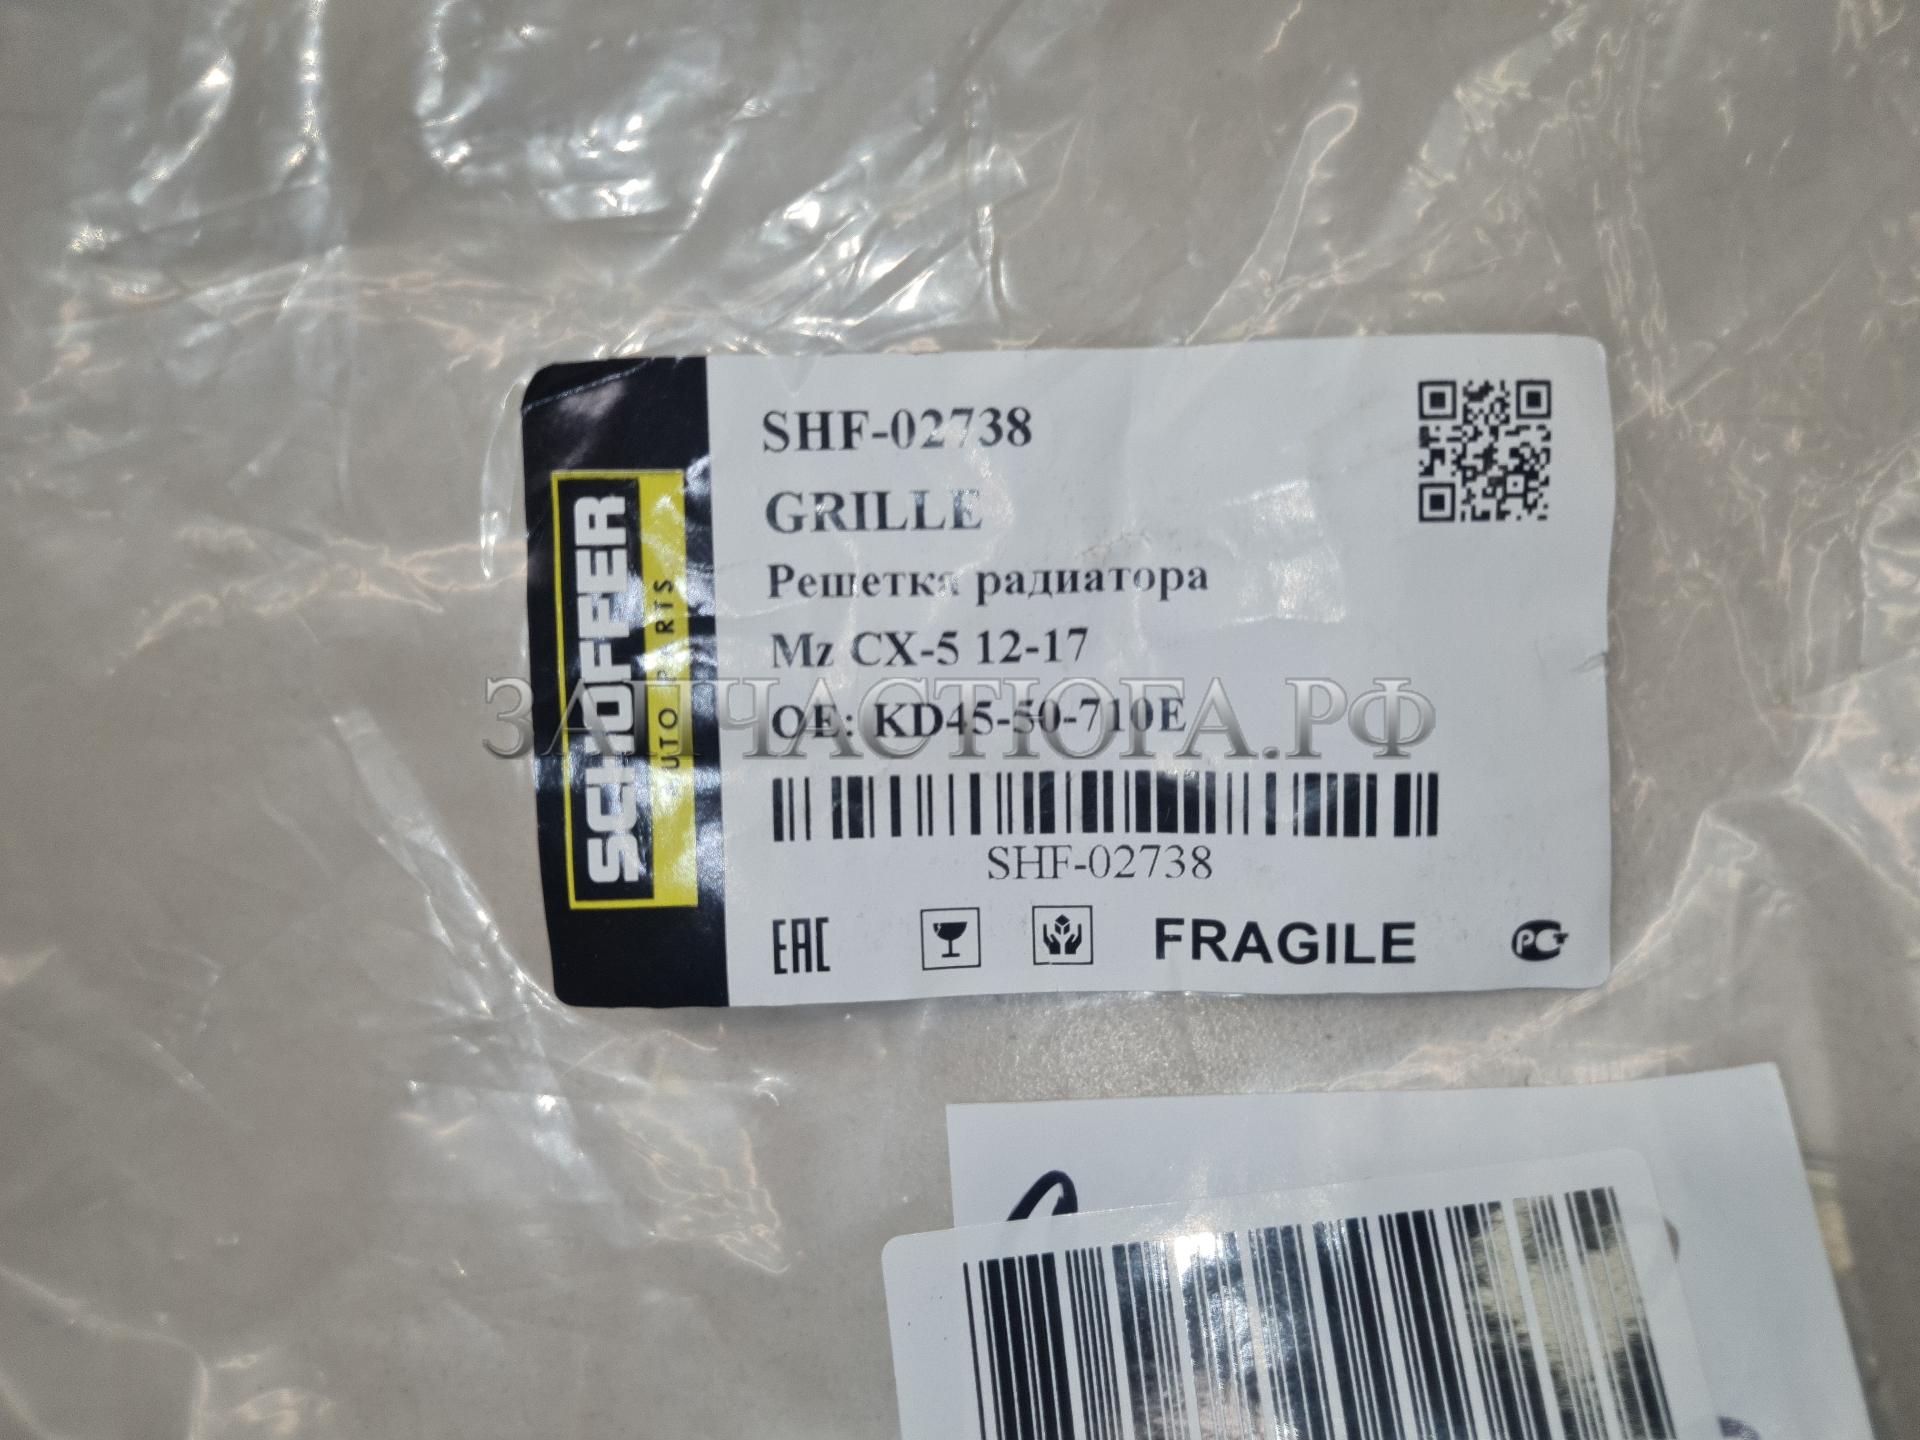 SHF-02738
GRILLE
Решетка радиатора
Mz CX-5 12-17
OE: KD45-50-710E
SHF-02738
EAC
FRAGILE
РСТ
SCHOFFER
AUTO PARTS
ЗАПЧАСТЮГА.РФ